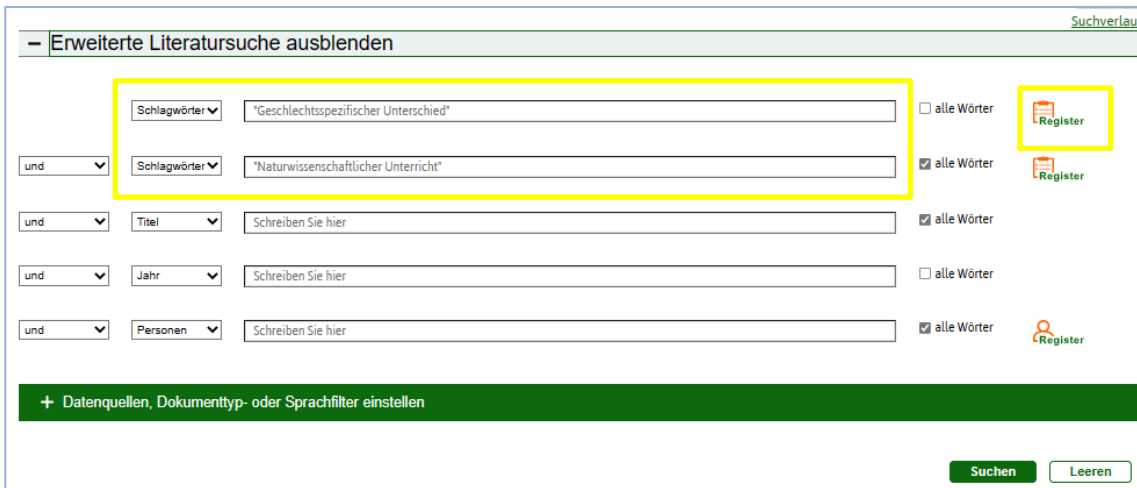 Suchverlau
− Erweiterte Literatursuche ausblenden
Schlagwörter "Geschlechtsspezifischer Unterschied" alle Wörter Register
und Schlagwörter "Naturwissenschaftlicher Unterricht" alle Wörter Register
und Titel Schreiben Sie hier alle Wörter
und Jahr Schreiben Sie hier alle Wörter
und Personen Schreiben Sie hier alle Wörter Register
+ Datenquellen, Dokumenttyp- oder Sprachfilter einstellen
Suchen Leeren